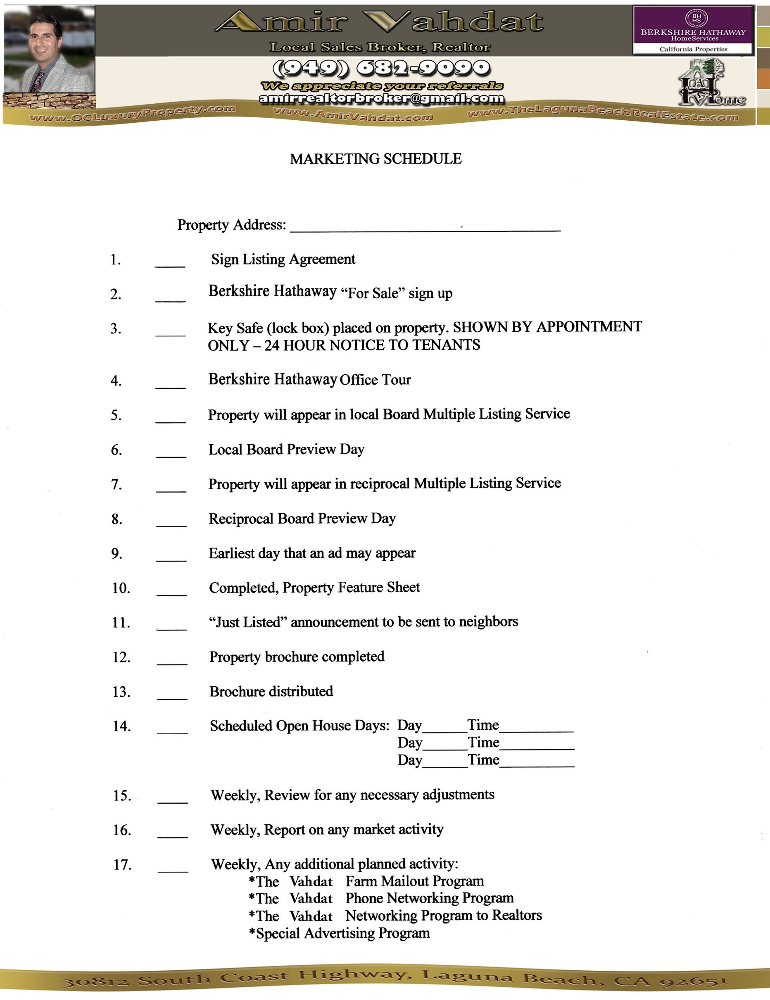 Amir Vahdat
Local Sales Broker, Realtor
(949) 682-9090
We appreciate your referrals
amirrealtorbroker@gmail.com
BH
HS
BERKSHIRE HATHAWAY
HomeServices
California Properties
Home
www.OCLuxuryProperty.com www.AmirVahdat.com www.TheLagunaBeachRealEstate.com
MARKETING SCHEDULE
Property Address: ____________________
1. ____ Sign Listing Agreement
2. ____ Berkshire Hathaway “For Sale” sign up
3. ____ Key Safe (lock box) placed on property. SHOWN BY APPOINTMENT
ONLY – 24 HOUR NOTICE TO TENANTS
4. ____ Berkshire Hathaway Office Tour
5. ____ Property will appear in local Board Multiple Listing Service
6. ____ Local Board Preview Day
7. ____ Property will appear in reciprocal Multiple Listing Service
8. ____ Reciprocal Board Preview Day
9. ____ Earliest day that an ad may appear
10. ____ Completed, Property Feature Sheet
11. ____ “Just Listed” announcement to be sent to neighbors
12. ____ Property brochure completed
13. ____ Brochure distributed
14. ____ Scheduled Open House Days: Day______Time__________
Day______Time__________
Day______Time__________
15. ____ Weekly, Review for any necessary adjustments
16. ____ Weekly, Report on any market activity
17. ____ Weekly, Any additional planned activity:
*The Vahdat Farm Mailout Program
*The Vahdat Phone Networking Program
*The Vahdat Networking Program to Realtors
*Special Advertising Program
30812 South Coast Highway, Laguna Beach, CA 92651